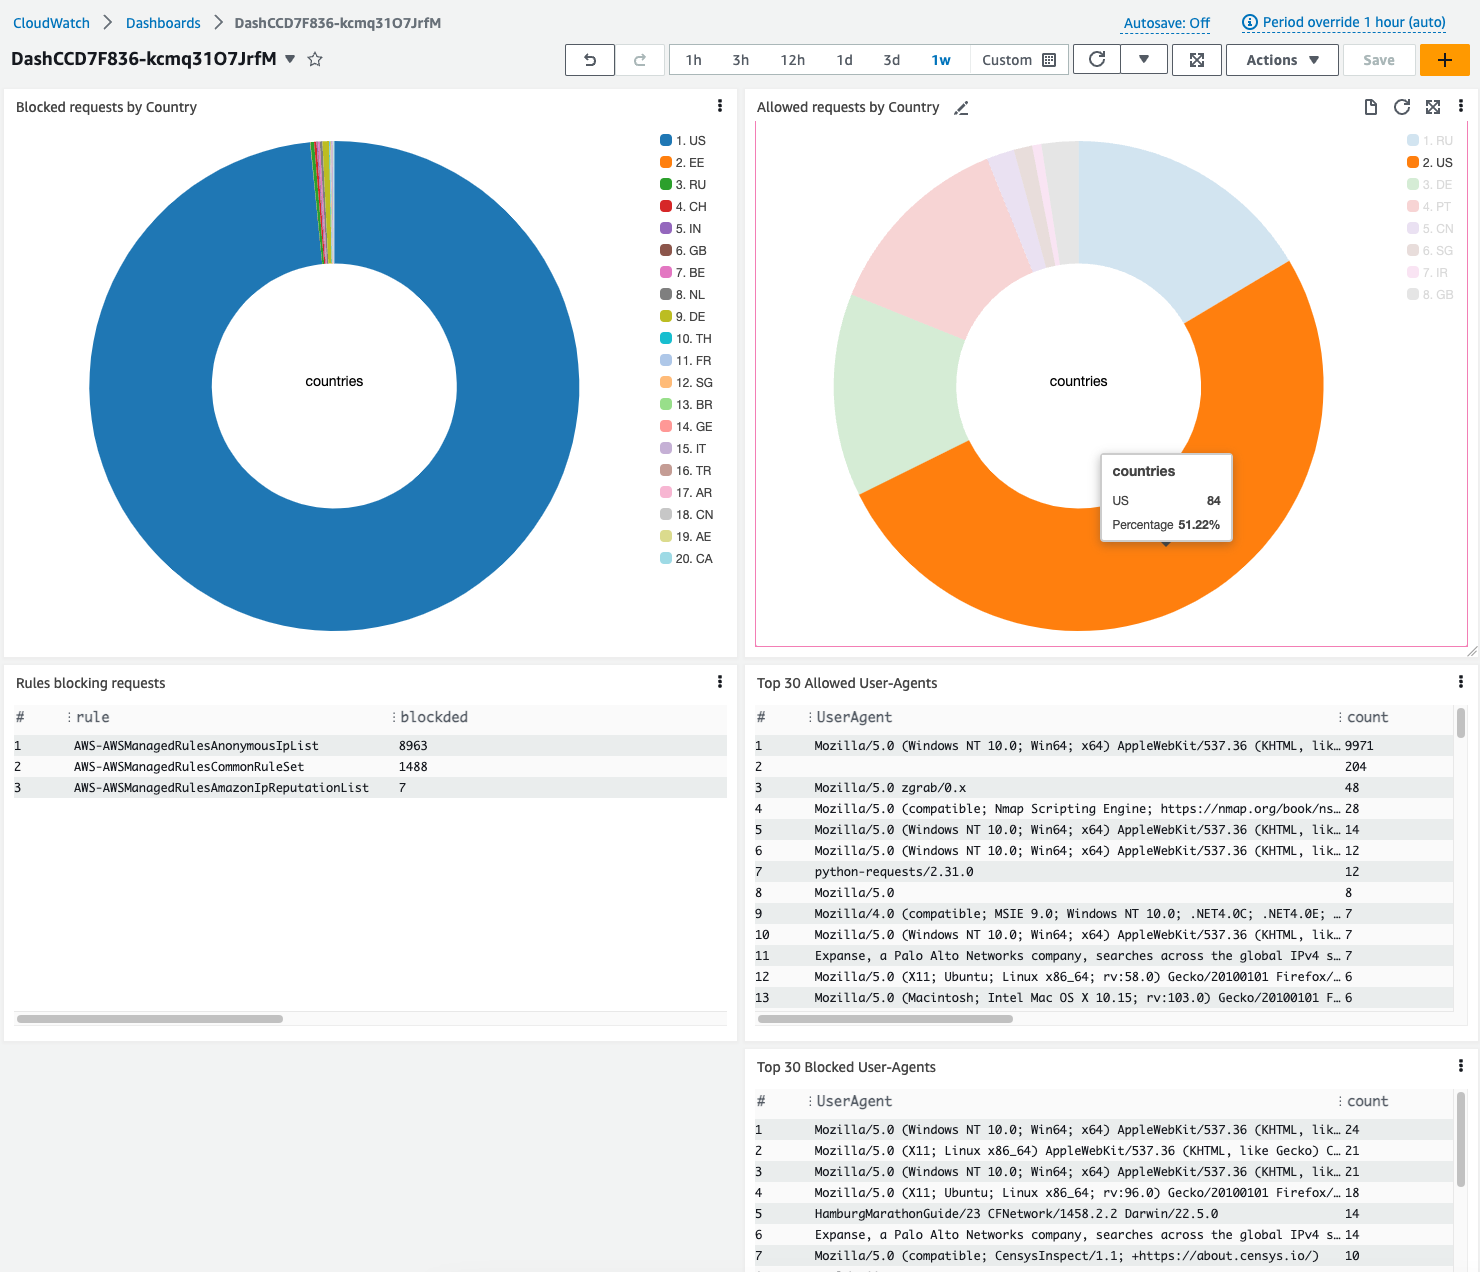 CloudWatch > Dashboards > DashCCD7F836-kcmq31O7JrfM
Autosave: Off
Period override 1 hour (auto)
DashCCD7F836-kcmq31O7JrfM
1h 3h 12h 1d 3d 1w Custom
Actions
Save
Blocked requests by Country
countries
1. US
2. EE
3. RU
4. CH
5. IN
6. GB
7. BE
8. NL
9. DE
10. TH
11. FR
12. SG
13. BR
14. GE
15. IT
16. TR
17. AR
18. CN
19. AE
20. CA
Allowed requests by Country
countries
1. RU
2. US
3. DE
4. PT
5. CN
6. SG
7. IR
8. GB
countries
US 84
Percentage 51.22%
Rules blocking requests
# rule blockded
1 AWS-AWSManagedRulesAnonymousIpList 8963
2 AWS-AWSManagedRulesCommonRuleSet 1488
3 AWS-AWSManagedRulesAmazonIpReputationList 7
Top 30 Allowed User-Agents
# UserAgent count
1 Mozilla/5.0 (Windows NT 10.0; Win64; x64) AppleWebKit/537.36 (KHTML, lik… 9971
2 204
3 Mozilla/5.0 zgrab/0.x 48
4 Mozilla/5.0 (compatible; Nmap Scripting Engine; https://nmap.org/book/ns… 28
5 Mozilla/5.0 (Windows NT 10.0; Win64; x64) AppleWebKit/537.36 (KHTML, lik… 14
6 Mozilla/5.0 (Windows NT 10.0; Win64; x64) AppleWebKit/537.36 (KHTML, lik… 12
7 python-requests/2.31.0 12
8 Mozilla/5.0 8
9 Mozilla/4.0 (compatible; MSIE 9.0; Windows NT 10.0; .NET4.0C; .NET4.0E; … 7
10 Mozilla/5.0 (Windows NT 10.0; Win64; x64) AppleWebKit/537.36 (KHTML, lik… 7
11 Expanse, a Palo Alto Networks company, searches across the global IPv4 s… 7
12 Mozilla/5.0 (X11; Ubuntu; Linux x86_64; rv:58.0) Gecko/20100101 Firefox/… 6
13 Mozilla/5.0 (Macintosh; Intel Mac OS X 10.15; rv:103.0) Gecko/20100101 F… 6
Top 30 Blocked User-Agents
# UserAgent count
1 Mozilla/5.0 (Windows NT 10.0; Win64; x64) AppleWebKit/537.36 (KHTML, lik… 24
2 Mozilla/5.0 (X11; Linux x86_64) AppleWebKit/537.36 (KHTML, like Gecko) C… 21
3 Mozilla/5.0 (Windows NT 10.0; Win64; x64) AppleWebKit/537.36 (KHTML, lik… 21
4 Mozilla/5.0 (X11; Ubuntu; Linux x86_64; rv:96.0) Gecko/20100101 Firefox/… 18
5 HamburgMarathonGuide/23 CFNetwork/1458.2.2 Darwin/22.5.0 14
6 Expanse, a Palo Alto Networks company, searches across the global IPv4 s… 14
7 Mozilla/5.0 (compatible; CensysInspect/1.1; +https://about.censys.io/) 10